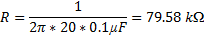 R = 1 / (2π * 20 * 0.1μF) = 79.58 kΩ